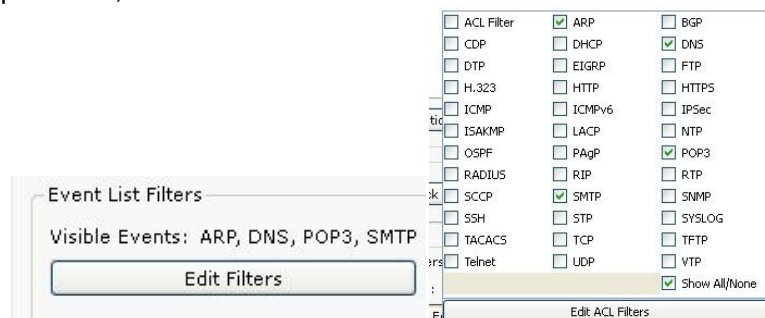 Event List Filters
Visible Events: ARP, DNS, POP3, SMTP
Edit Filters
ACL Filter ARP BGP
CDP DHCP DNS
DTP EIGRP FTP
H.323 HTTP HTTPS
ICMP ICMPv6 IPSec
ISAKMP LACP NTP
OSPF PAgP POP3
RADIUS RIP RTP
SCCP SMTP SNMP
SSH STP SYSLOG
TACACS TCP TFTP
Telnet UDP VTP
Show All/None
Edit ACL Filters